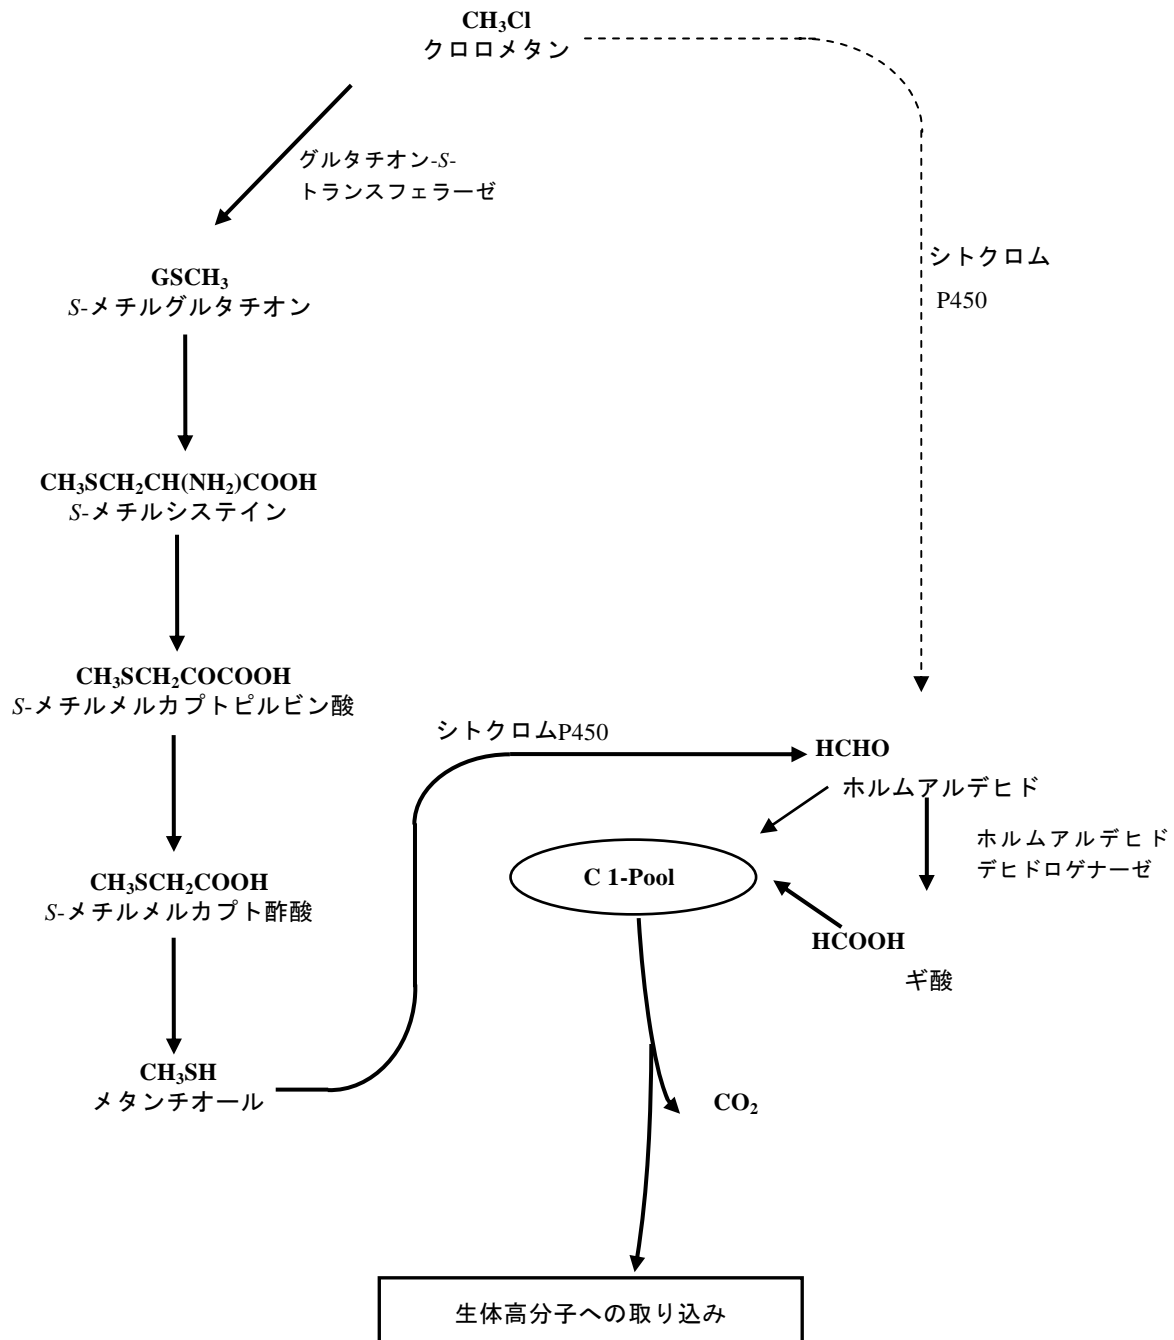 CH₃Cl
クロロメタン
グルタチオン-S-
トランスフェラーゼ
シトクロム
P450
GSCH₃
S-メチルグルタチオン
CH₃SCH₂CH(NH₂)COOH
S-メチルシステイン
CH₃SCH₂COCOOH
S-メチルメルカプトピルビン酸
シトクロムP450
HCHO
ホルムアルデヒド
ホルムアルデヒド
デヒドロゲナーゼ
C 1-Pool
CH₃SCH₂COOH
S-メチルメルカプト酢酸
HCOOH
ギ酸
CH₃SH
メタンチオール
CO₂
生体高分子への取り込み